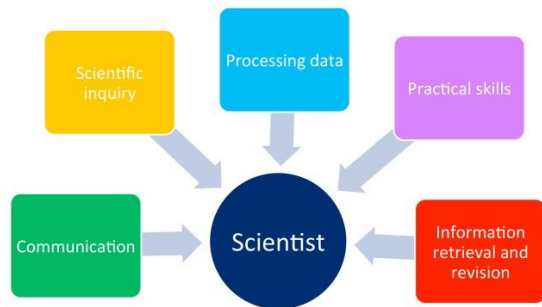 Scientific
inquiry
Processing data
Practical skills
Communication
Scientist
Information
retrieval and
revision